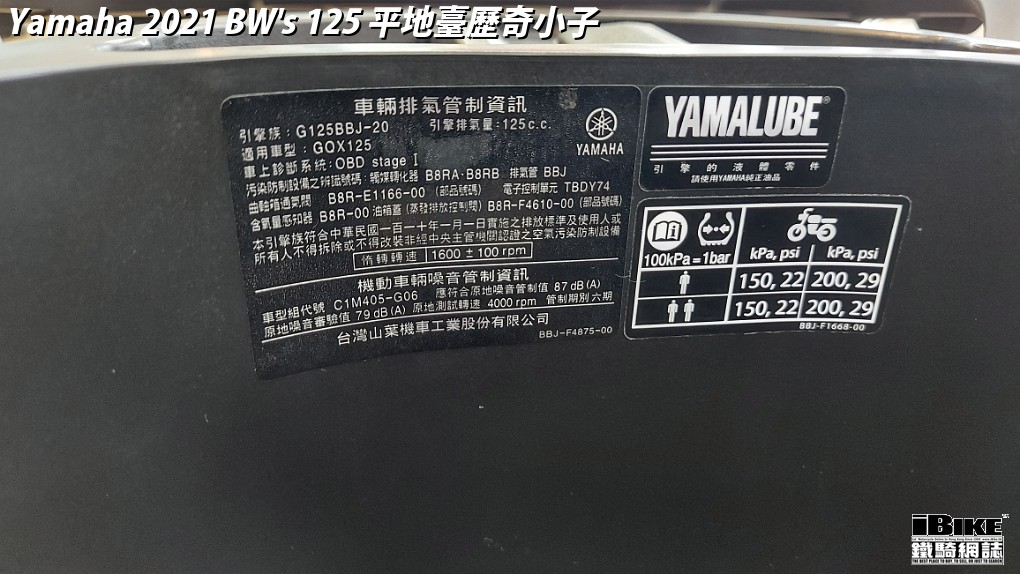 Yamaha 2021 BW's 125 平地臺歷奇小子
車輛排氣管制資訊
引擎族：G125BBJ-20 引擎排氣量：125c.c.
適用車型：GQX125
車上診斷系統：OBD stage I
污染防制設備之辨識號碼：觸媒轉化器 B8RA·B8RB 排氣管 BBJ
曲軸箱通氣閥 B8R-E1166-00 (部品號碼) 電子控制單元 TBDY74
含氧量感知器 B8R-00 油箱蓋(蒸發排放控制閥) B8R-F4610-00 (部品號碼)
本引擎族符合中華民國一百一十年一月一日實施之排放標準及使用人或
所有人不得拆除或不得改裝非經中央主管機關認證之空氣污染防制設備
惰轉轉速 1600 ± 100 rpm
機動車輛噪音管制資訊
車型組代號 C1M405-G06 應符合原地噪音管制值 87 dB(A)
原地噪音審驗值 79 dB(A) 原地測試轉速 4000 rpm 管制期別六期
台灣山葉機車工業股份有限公司
BBJ-F4875-00
YAMAHA
YAMALUBE®
引擎的液體零件
請使用YAMAHA純正油品
100kPa=1bar
kPa, psi kPa, psi
150, 22 200, 29
150, 22 200, 29
BBJ-F1668-00
iBIKE
鐵騎網誌
THE BEST PLACE TO BUY, TO SELL, OR JUST TO SEARCH